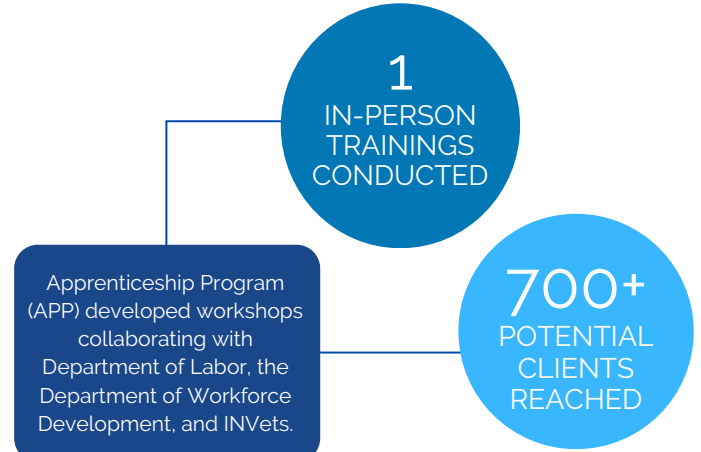 1
IN-PERSON
TRAININGS
CONDUCTED
700+
POTENTIAL
CLIENTS
REACHED
Apprenticeship Program
(APP) developed workshops
collaborating with
Department of Labor, the
Department of Workforce
Development, and INVets.